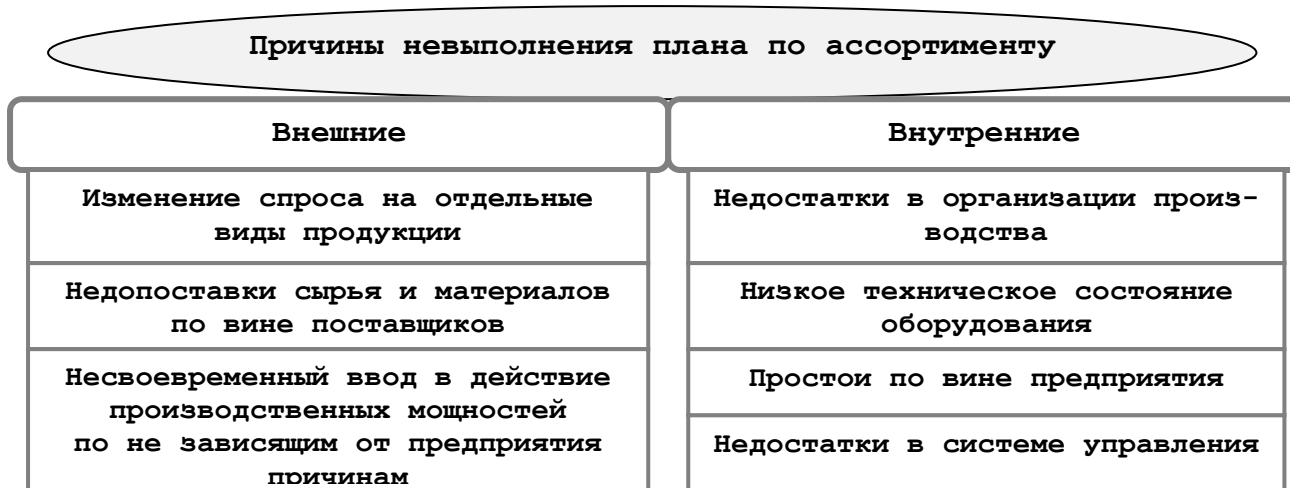 Причины невыполнения плана по ассортименту
Внешние
Изменение спроса на отдельные
виды продукции
Недопоставки сырья и материалов
по вине поставщиков
Несвоевременный ввод в действие
производственных мощностей
по не зависящим от предприятия
причинам
Внутренние
Недостатки в организации произ-
водства
Низкое техническое состояние
оборудования
Простои по вине предприятия
Недостатки в системе управления